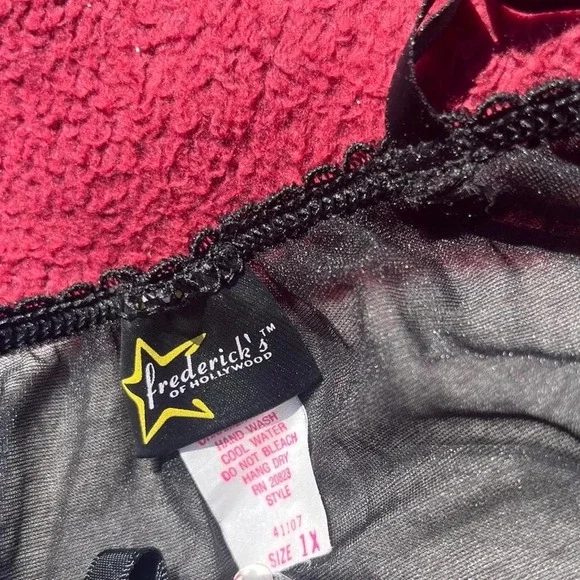 frederick's™
OF HOLLYWOOD
HAND WASH
COOL WATER
DO NOT BLEACH
HANG DRY
RN 20823
STYLE
41107
SIZE 1X